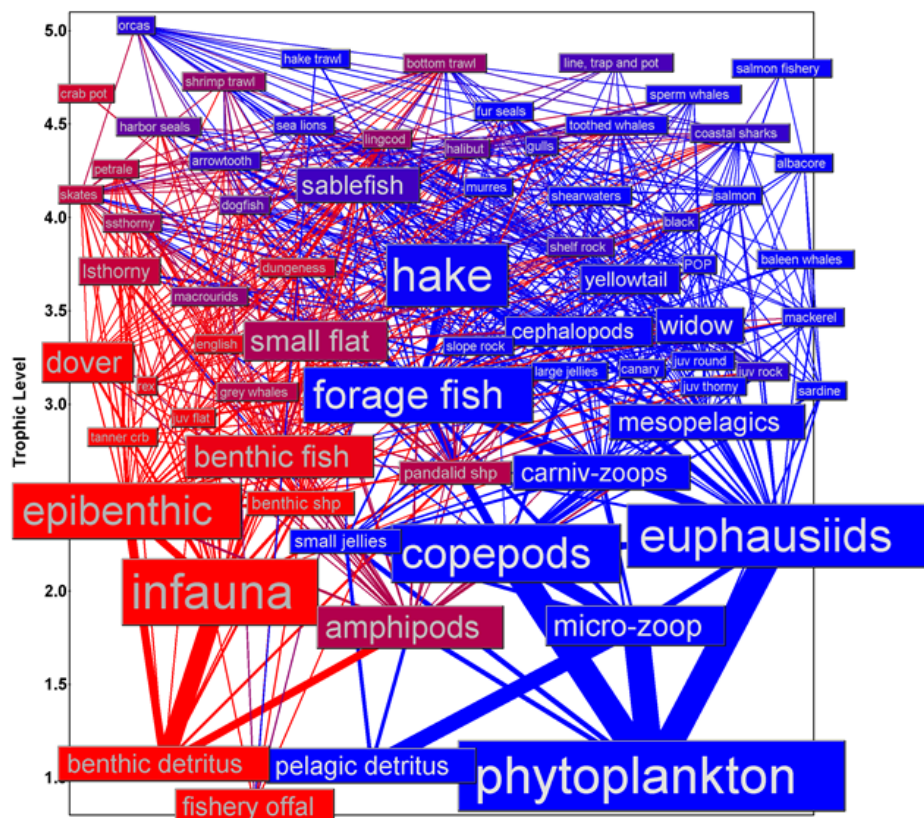 5.0
orcas
hake trawl
bottom trawl
line, trap and pot
salmon fishery
shrimp trawl
crab pot
sperm whales
4.5
harbor seals
sea lions
fur seals
toothed whales
coastal sharks
lingcod
halibut
gulls
petrale
arrowtooth
albacore
skates
sablefish
murres
shearwaters
salmon
dogfish
4.0
ssthorny
black
shelf rock
lsthorny
dungeness
hake
yellowtail
POP
baleen whales
macrourids
3.5
mackerel
small flat
english
cephalopods
widow
slope rock
dover
rex
grey whales
forage fish
large jellies
canary
juv round
juv rock
juv thorny
sardine
3.0
juv flat
mesopelagics
tanner crb
benthic fish
pandalid shp
carniv-zoops
Trophic Level
epibenthic
benthic shp
small jellies
copepods
euphausiids
2.0
infauna
amphipods
micro-zoop
1.5
benthic detritus
pelagic detritus
phytoplankton
fishery offal